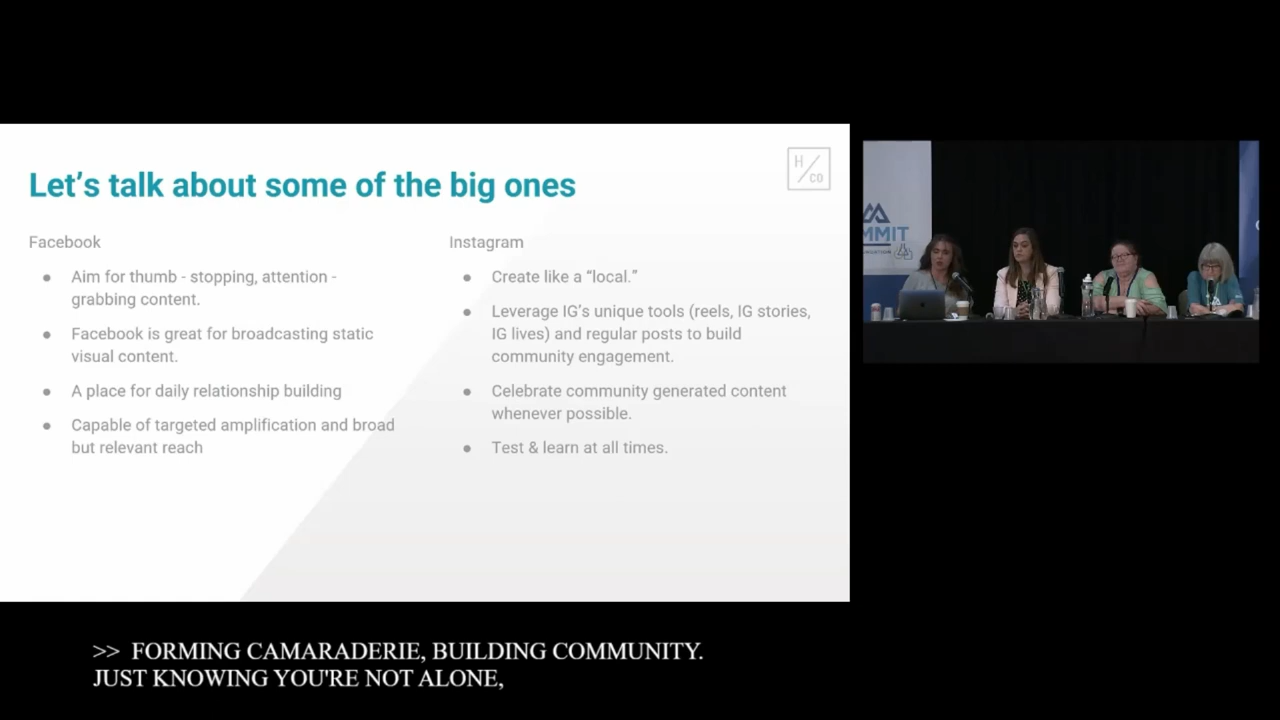 Let's talk about some of the big ones
H/CO
Facebook
● Aim for thumb - stopping, attention -
grabbing content.
● Facebook is great for broadcasting static
visual content.
● A place for daily relationship building
● Capable of targeted amplification and broad
but relevant reach
Instagram
● Create like a “local.”
● Leverage IG's unique tools (reels, IG stories,
IG lives) and regular posts to build
community engagement.
● Celebrate community generated content
whenever possible.
● Test & learn at all times.
MMIT
>> FORMING CAMARADERIE, BUILDING COMMUNITY.
JUST KNOWING YOU'RE NOT ALONE,